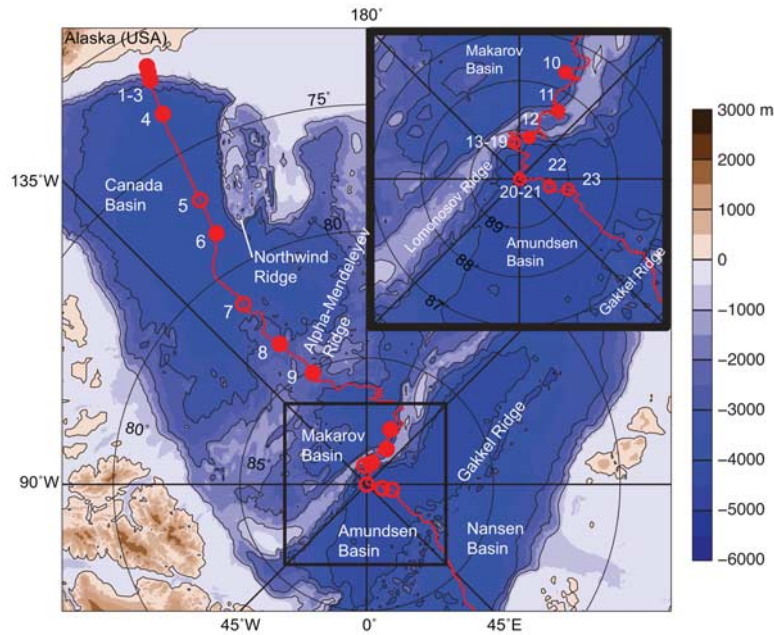 180°
Alaska (USA)
1-3
4
75°
135°W
Canada
Basin
5
6
80°
Northwind
Ridge
7
Alpha-Mendeleyev
Ridge
8
9
80°
85°
Makarov
Basin
Gakkel Ridge
90°W
90°E
Amundsen
Basin
Nansen
Basin
45°W
0°
45°E
Makarov
Basin
10
11
12
13-19
Lomonosov Ridge
20-21
22
23
89°
88°
87°
Amundsen
Basin
Gakkel Ridge
3000 m
2000
1000
0
−1000
−2000
−3000
−4000
−5000
−6000